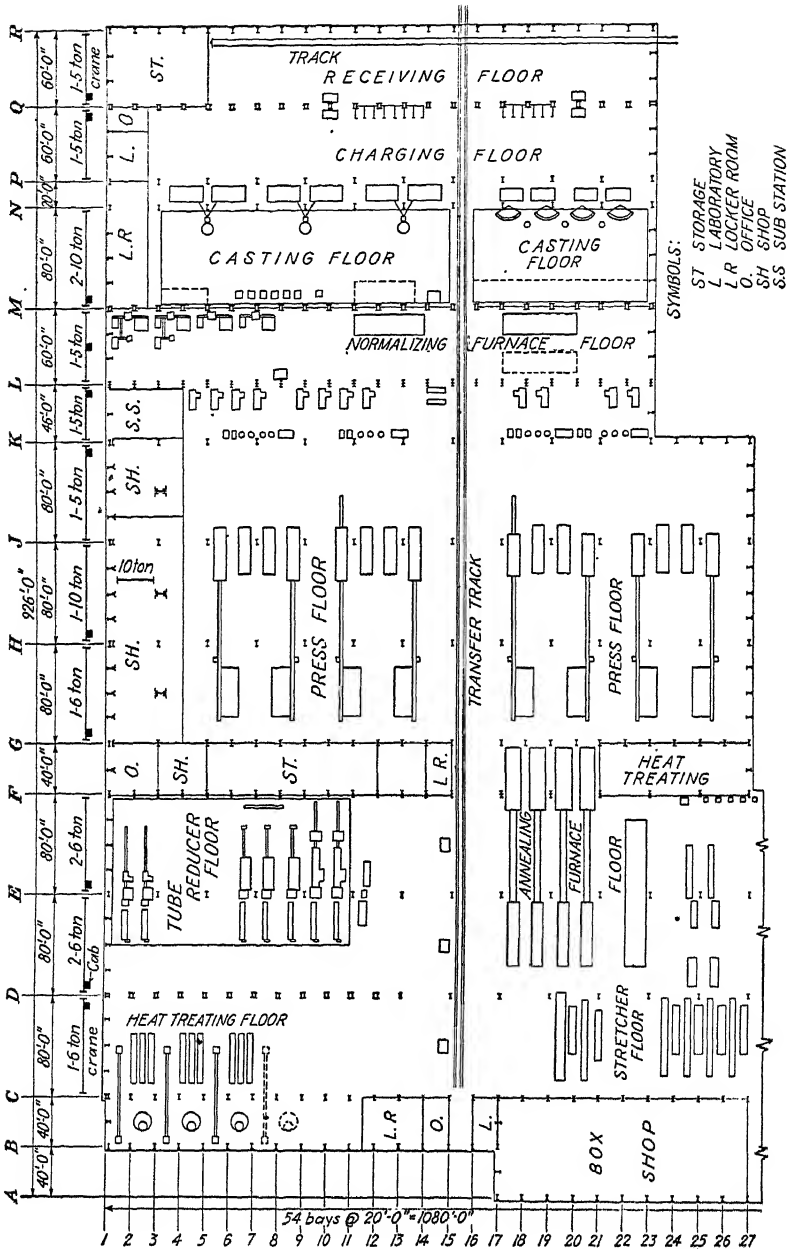 R
Q
P
N
M
L
K
J
H
G
F
E
D
C
B
A
60'-0"
60'-0"
20'-0"
80'-0"
60'-0"
46'-0"
80'-0"
926'-0"
80'-0"
80'-0"
40'-0"
80'-0"
80'-0"
80'-0"
40'-0"
40'-0"
1-5 ton
crane
1-5 ton
2-10 ton
1-5 ton
1-5 ton
1-5 ton
1-10 ton
1-6 ton
2-6 ton
2-6 ton
Cab
1-6 ton
crane
ST.
TRACK
RECEIVING FLOOR
O
L.
CHARGING FLOOR
L.R
CASTING FLOOR
CASTING
FLOOR
NORMALIZING FURNACE FLOOR
S.S.
SH.
10 ton
SH.
PRESS FLOOR
TRANSFER TRACK
PRESS FLOOR
O.
SH.
ST.
L R.
HEAT
TREATING
TUBE
REDUCER
FLOOR
ANNEALING
FURNACE
FLOOR
HEAT TREATING FLOOR
STRETCHER
FLOOR
L.R
O.
L.
BOX
SHOP
SYMBOLS:
ST STORAGE
L LABORATORY
L R LOCKER ROOM
O. OFFICE
SH SHOP
S.S SUB STATION
54 bays @ 20'-0"=1080'-0"
1 2 3 4 5 6 7 8 9 10 11 12 13 14 15 16 17 18 19 20 21 22 23 24 25 26 27